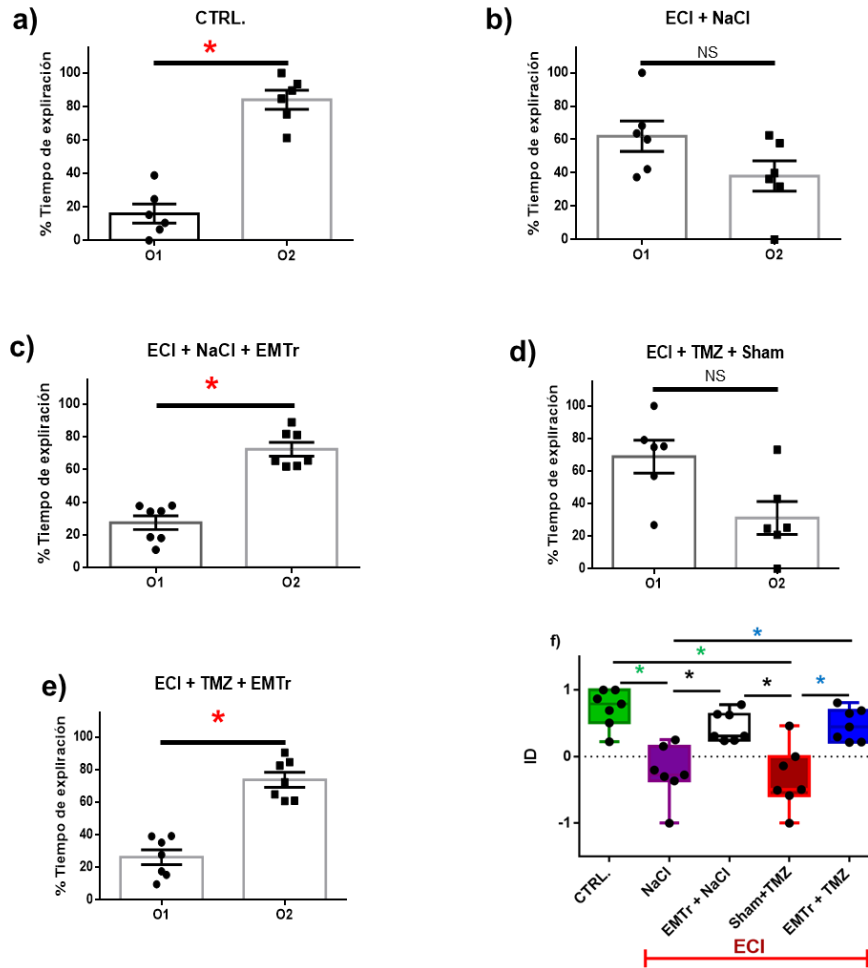 a)
CTRL.
*
% Tiempo de expliración
100
80
60
40
20
0
O1
O2
b)
ECI + NaCl
NS
% Tiempo de expliración
100
80
60
40
20
0
O1
O2
c)
ECI + NaCl + EMTr
*
% Tiempo de expliración
100
80
60
40
20
0
O1
O2
d)
ECI + TMZ + Sham
NS
% Tiempo de expliración
100
80
60
40
20
0
O1
O2
e)
ECI + TMZ + EMTr
*
% Tiempo de expliración
100
80
60
40
20
0
O1
O2
f)
*
*
* * * *
ID
1
0
-1
CTRL.
NaCl
EMTr + NaCl
Sham+TMZ
EMTr + TMZ
ECI